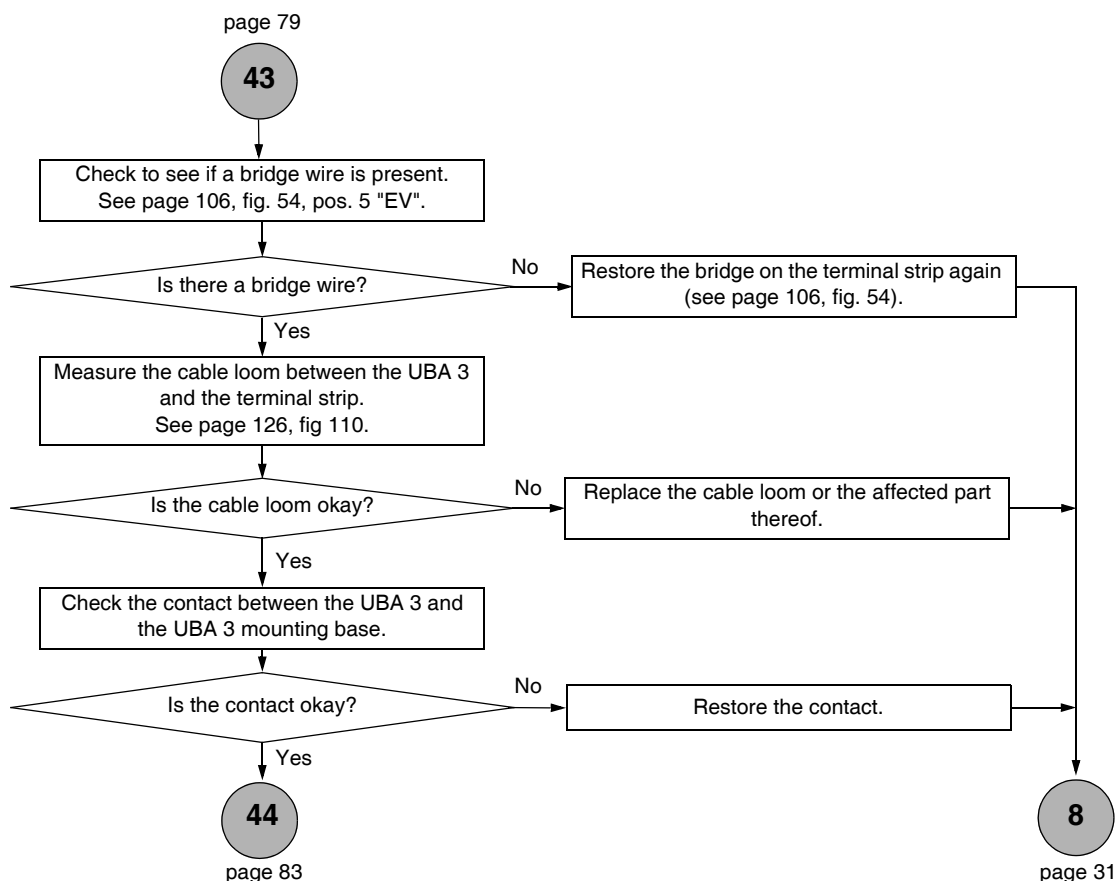 page 79
43
Check to see if a bridge wire is present.
See page 106, fig. 54, pos. 5 "EV".
Is there a bridge wire?
No
Restore the bridge on the terminal strip again
(see page 106, fig. 54).
Yes
Measure the cable loom between the UBA 3
and the terminal strip.
See page 126, fig 110.
Is the cable loom okay?
No
Replace the cable loom or the affected part
thereof.
Yes
Check the contact between the UBA 3 and
the UBA 3 mounting base.
Is the contact okay?
No
Restore the contact.
Yes
44
page 83
8
page 31